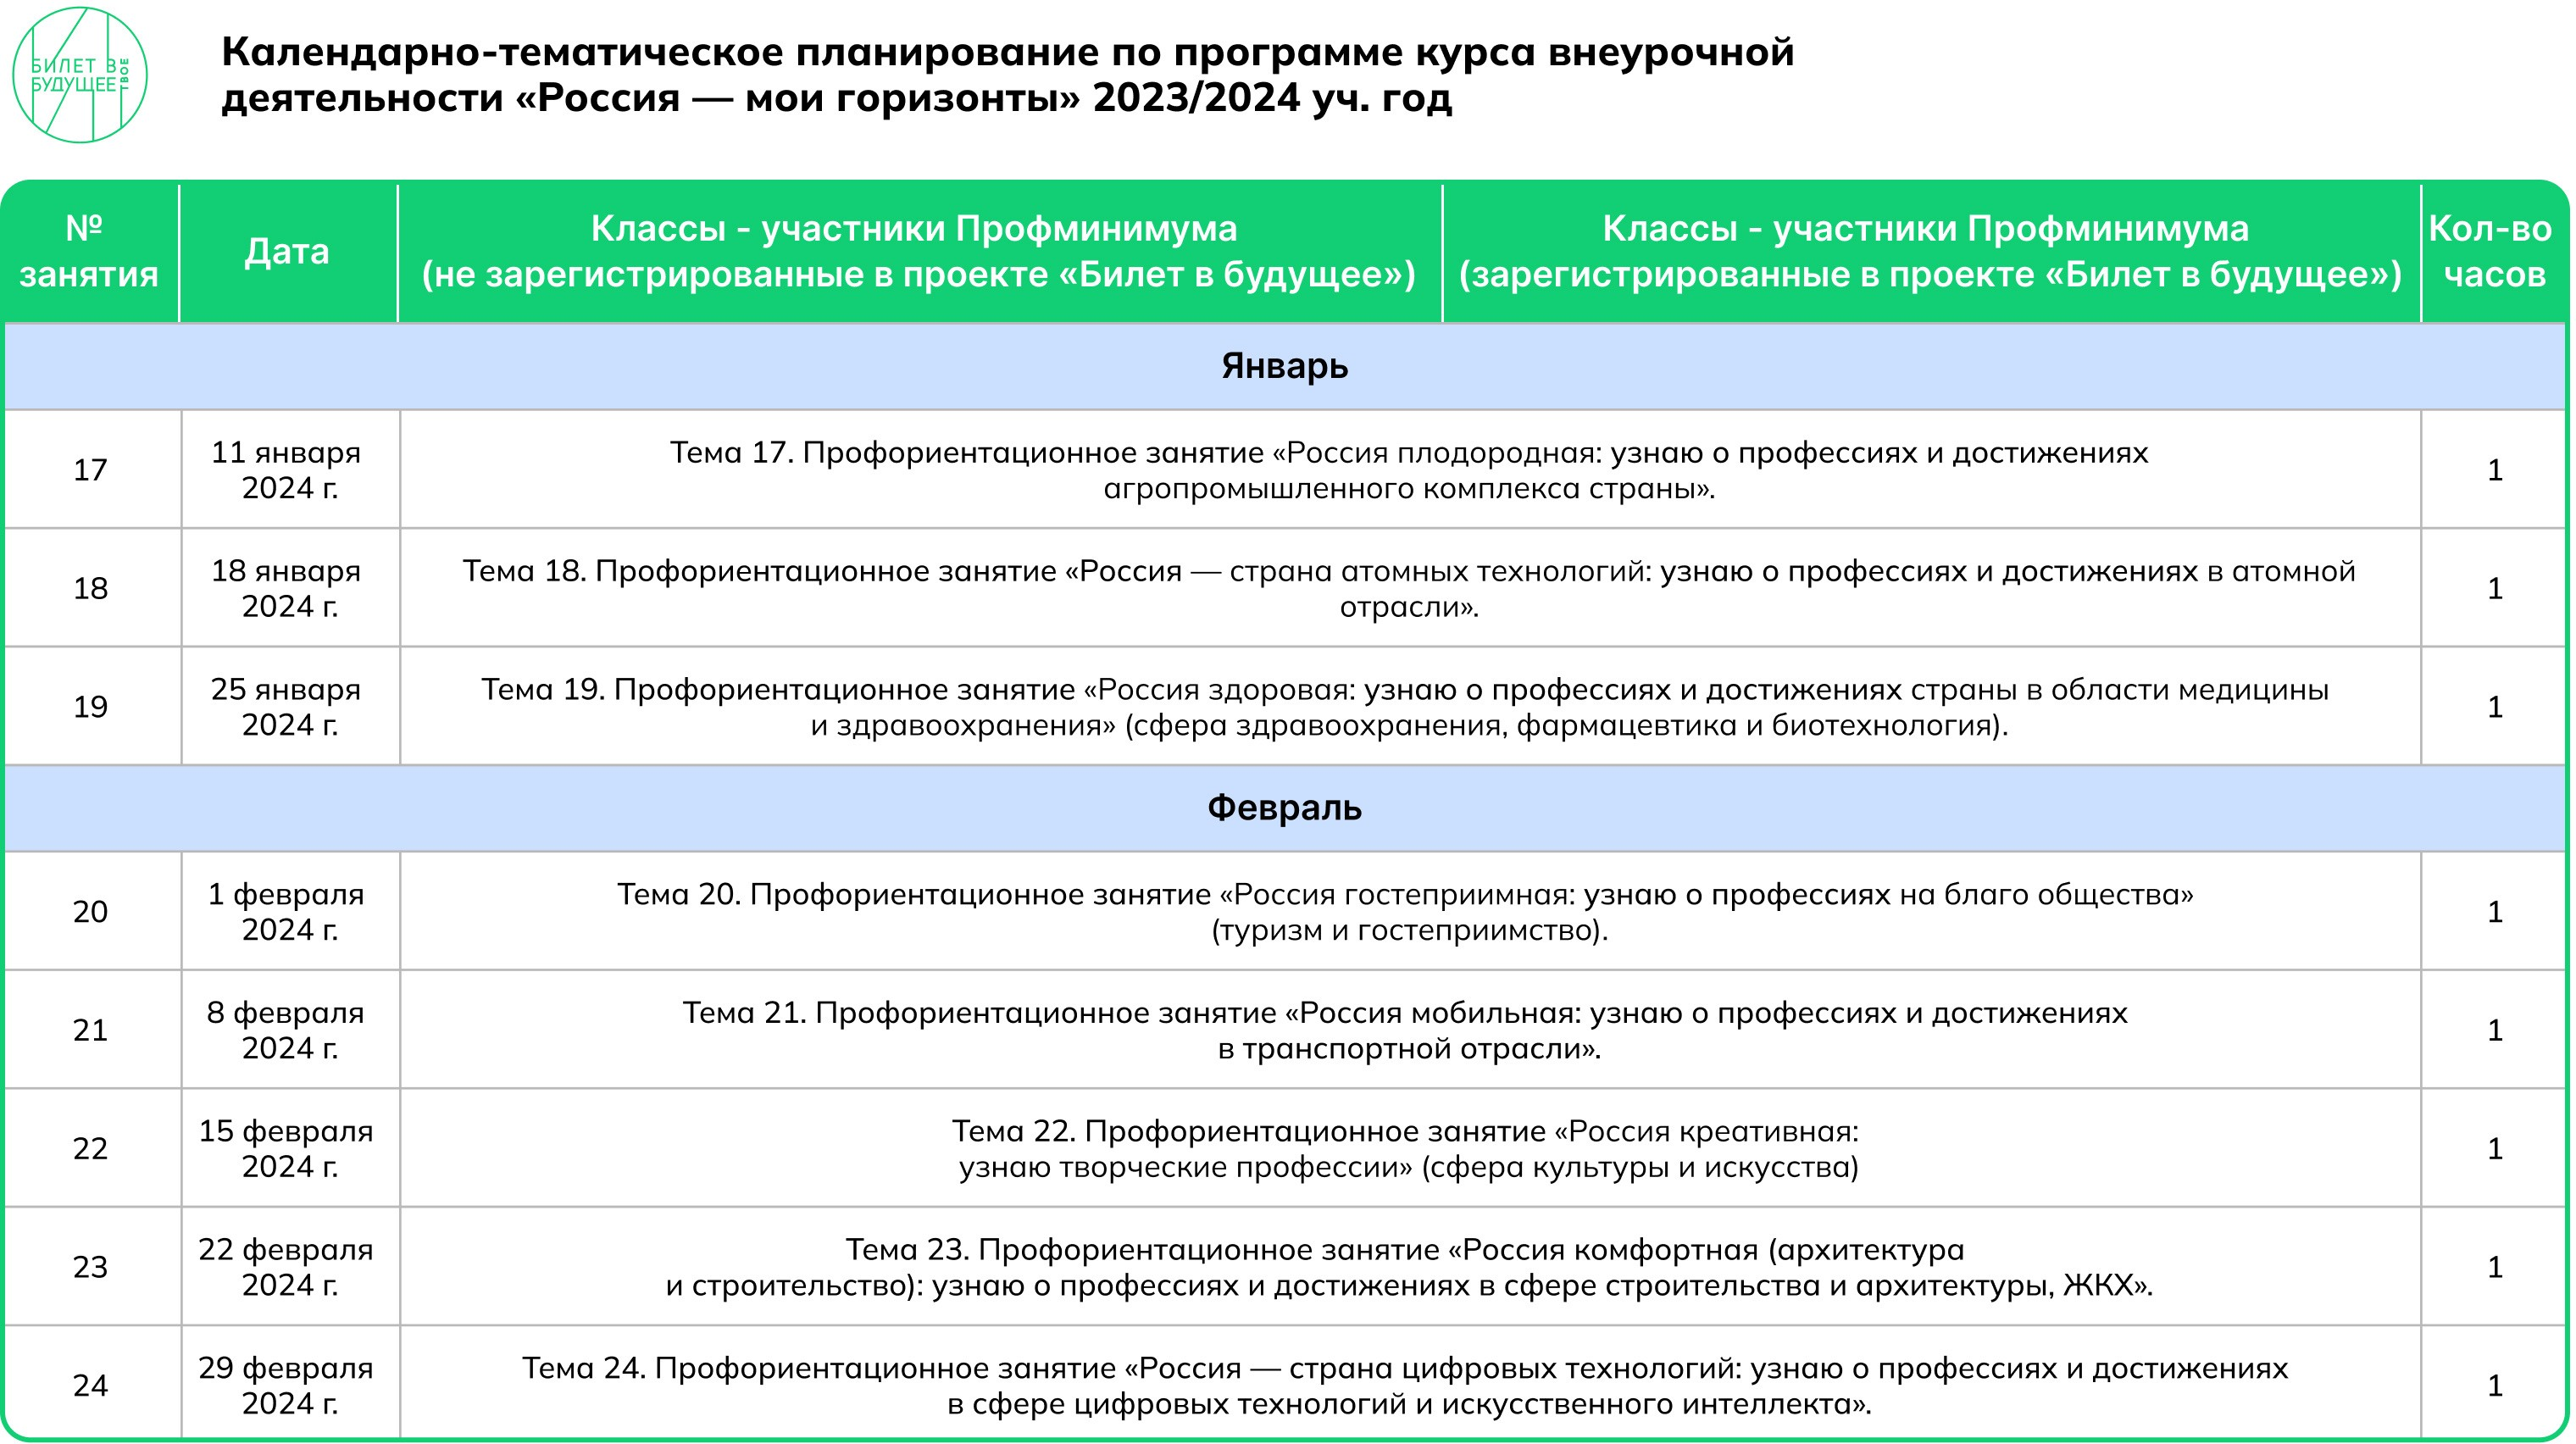 БИЛЕТ В
БУДУЩЕЕ
ТВОЕ
Календарно-тематическое планирование по программе курса внеурочной
деятельности «Россия — мои горизонты» 2023/2024 уч. год
№
занятия
Дата
Классы - участники Профминимума
(не зарегистрированные в проекте «Билет в будущее»)
Классы - участники Профминимума
(зарегистрированные в проекте «Билет в будущее»)
Кол-во
часов
Январь
17
11 января
2024 г.
Тема 17. Профориентационное занятие «Россия плодородная: узнаю о профессиях и достижениях
агропромышленного комплекса страны».
1
18
18 января
2024 г.
Тема 18. Профориентационное занятие «Россия — страна атомных технологий: узнаю о профессиях и достижениях в атомной
отрасли».
1
19
25 января
2024 г.
Тема 19. Профориентационное занятие «Россия здоровая: узнаю о профессиях и достижениях страны в области медицины
и здравоохранения» (сфера здравоохранения, фармацевтика и биотехнология).
1
Февраль
20
1 февраля
2024 г.
Тема 20. Профориентационное занятие «Россия гостеприимная: узнаю о профессиях на благо общества»
(туризм и гостеприимство).
1
21
8 февраля
2024 г.
Тема 21. Профориентационное занятие «Россия мобильная: узнаю о профессиях и достижениях
в транспортной отрасли».
1
22
15 февраля
2024 г.
Тема 22. Профориентационное занятие «Россия креативная:
узнаю творческие профессии» (сфера культуры и искусства)
1
23
22 февраля
2024 г.
Тема 23. Профориентационное занятие «Россия комфортная (архитектура
и строительство): узнаю о профессиях и достижениях в сфере строительства и архитектуры, ЖКХ».
1
24
29 февраля
2024 г.
Тема 24. Профориентационное занятие «Россия — страна цифровых технологий: узнаю о профессиях и достижениях
в сфере цифровых технологий и искусственного интеллекта».
1